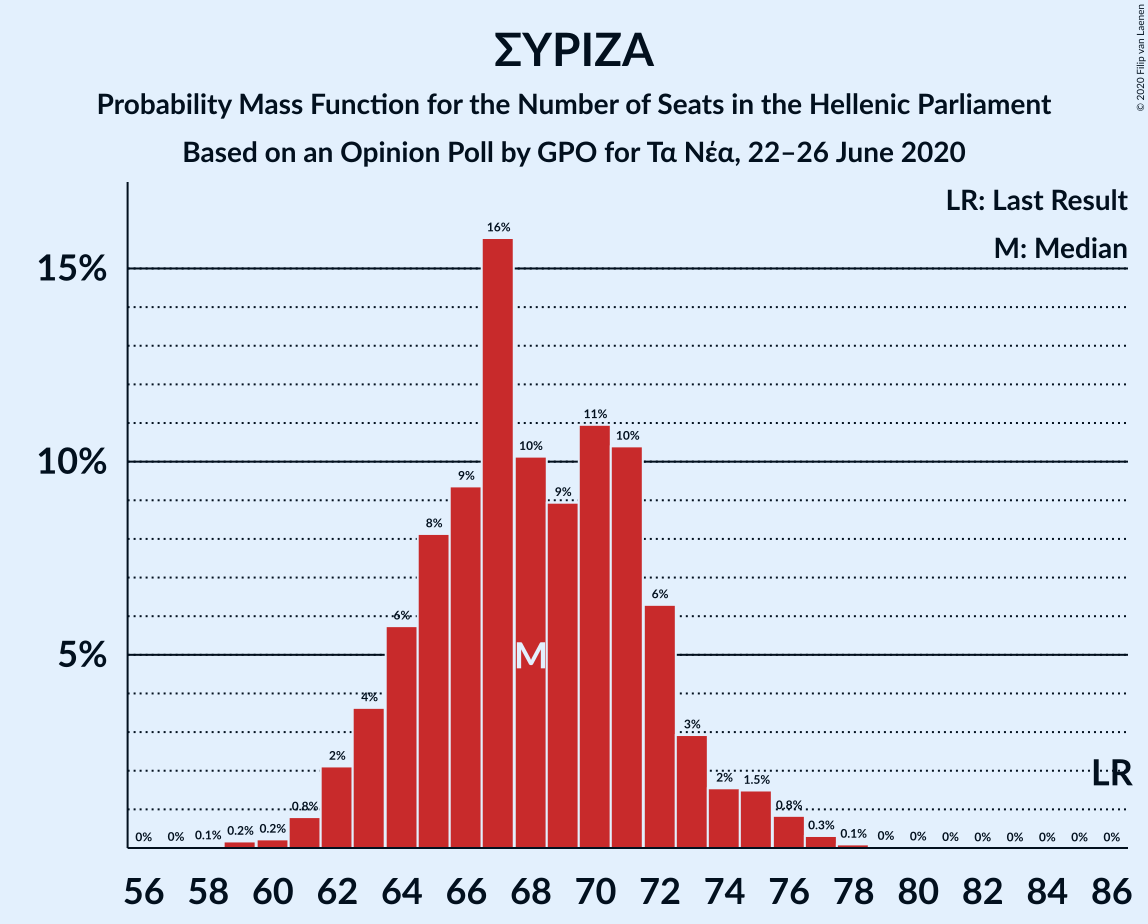 ΣΥΡΙΖΑ
Probability Mass Function for the Number of Seats in the Hellenic Parliament
Based on an Opinion Poll by GPO for Τα Νέα, 22–26 June 2020
© 2020 Filip van Laenen
LR: Last Result
M: Median
15%
10%
5%
0% 0% 0.1% 0.2% 0.2% 0.8% 2% 4% 6% 8% 9% 16% 10% 9% 11% 10% 6% 3% 2% 1.5% 0.8% 0.3% 0.1% 0% 0% 0% 0% 0% 0% 0% 0%
M
LR
56 58 60 62 64 66 68 70 72 74 76 78 80 82 84 86